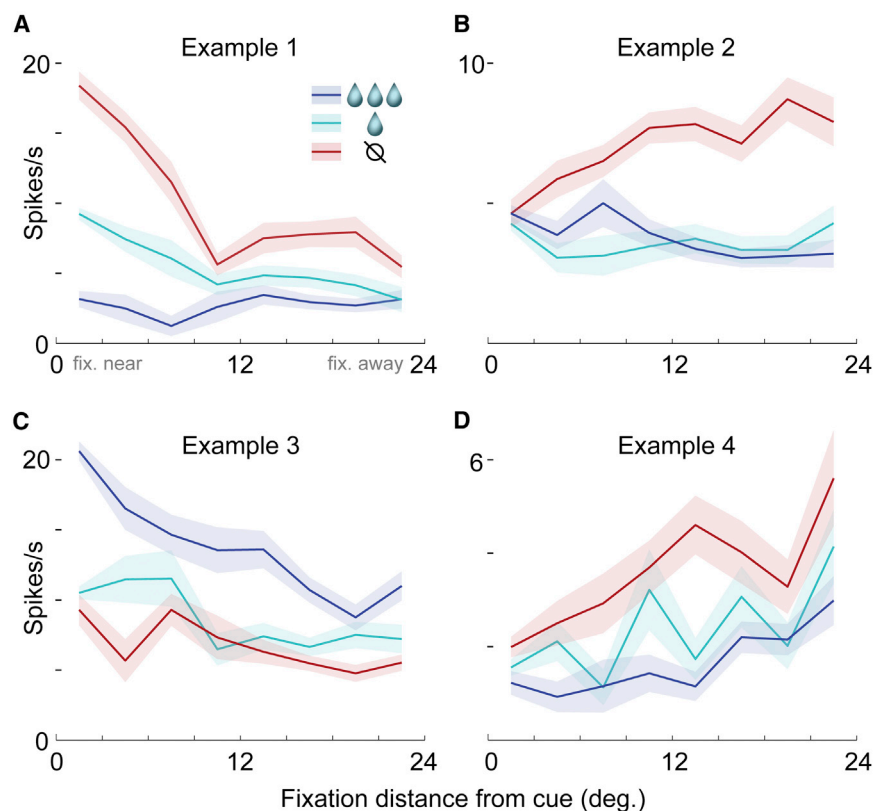 A
Example 1
20
∅
Spikes/s
0
0
fix. near
12
fix. away
24
B
Example 2
10
0
12
24
C
Example 3
20
Spikes/s
0
0
12
24
D
Example 4
6
0
12
24
Fixation distance from cue (deg.)